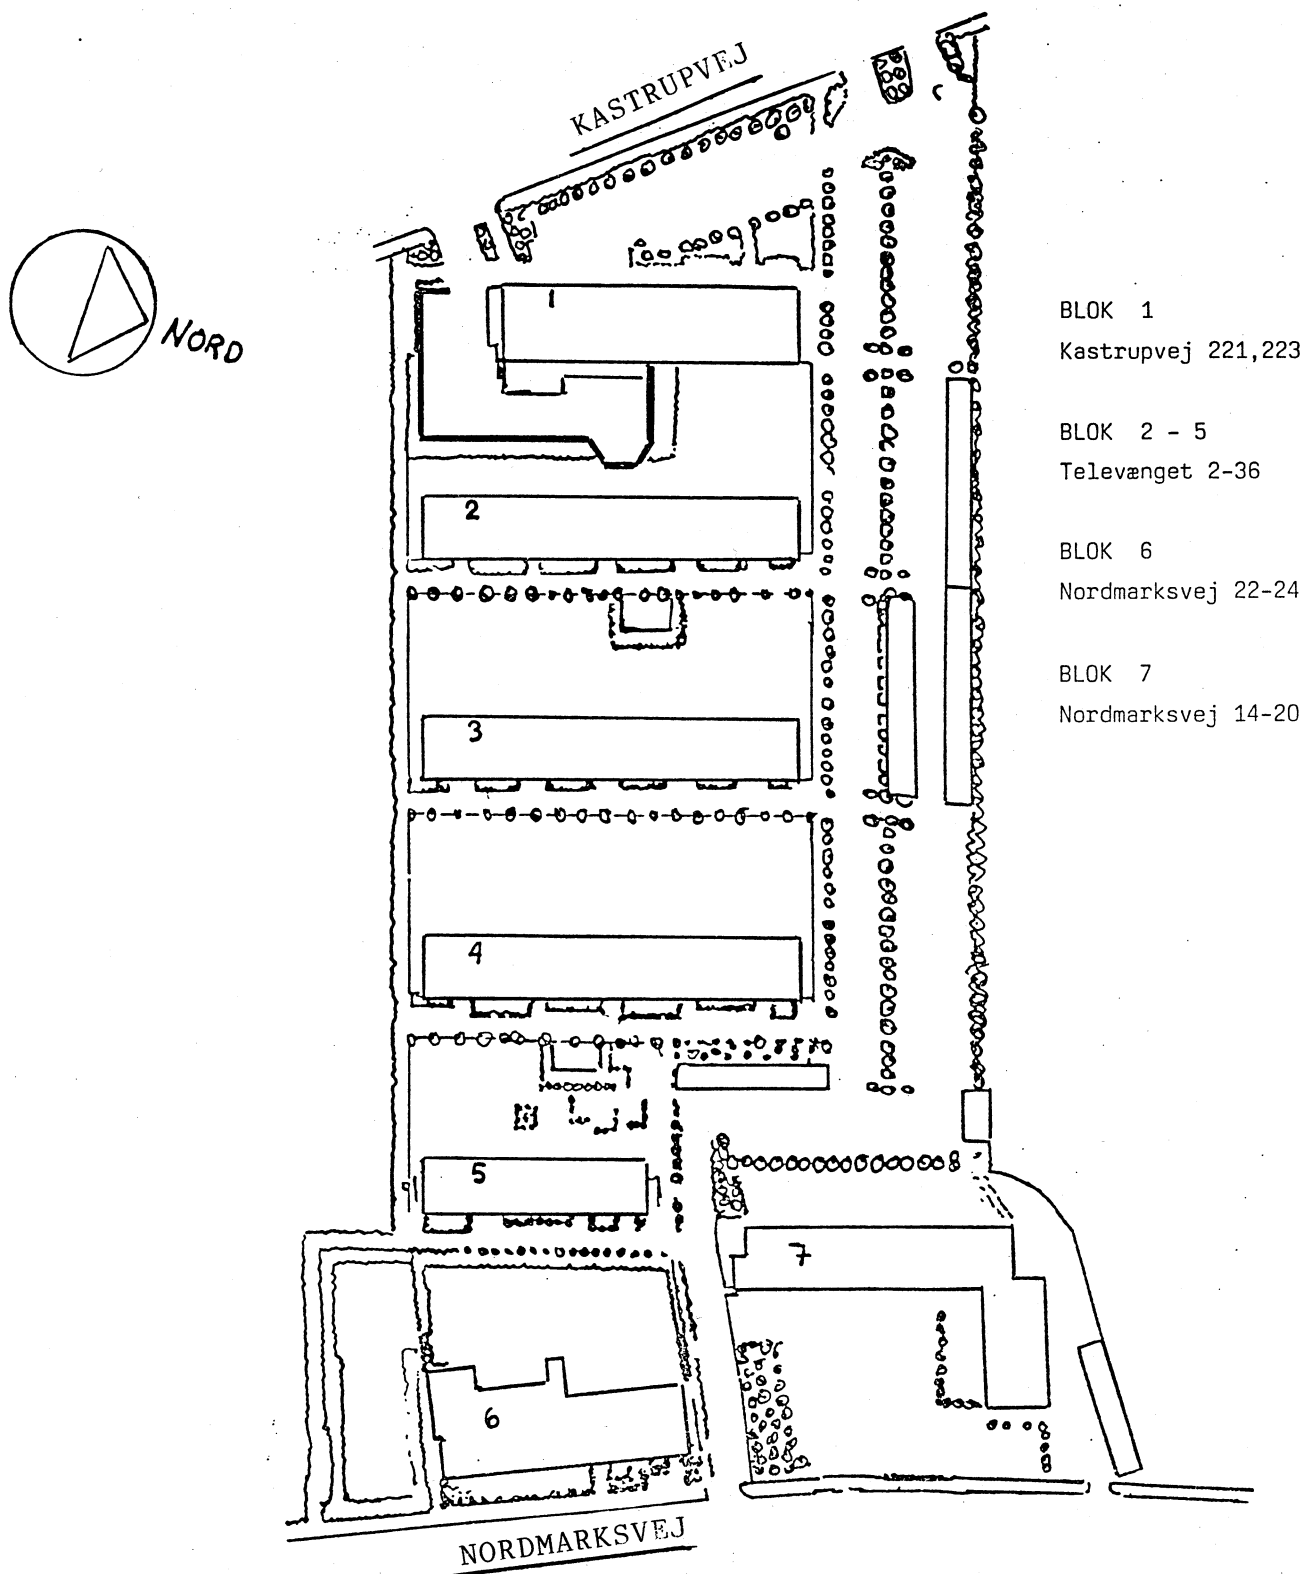 KASTRUPVEJ
NORD
1
2
3
4
5
6
7
BLOK 1
Kastrupvej 221,223
BLOK 2 - 5
Televænget 2-36
BLOK 6
Nordmarksvej 22-24
BLOK 7
Nordmarksvej 14-20
NORDMARKSVEJ